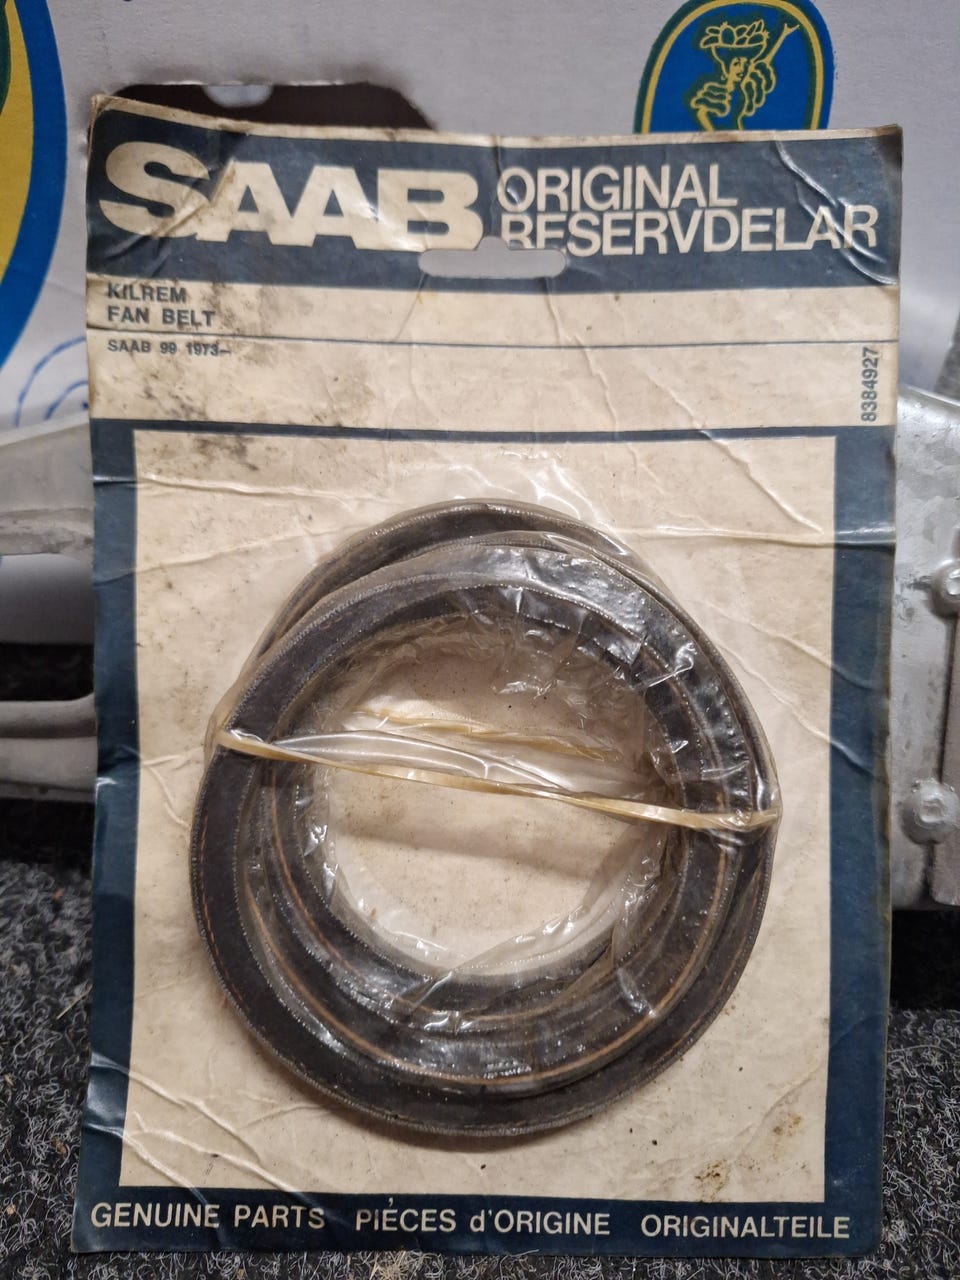 SAAB
ORIGINAL
RESERVDELAR
KILREM
FAN BELT
SAAB 99 1973–
8384927
GENUINE PARTS PIÈCES d'ORIGINE ORIGINALTEILE